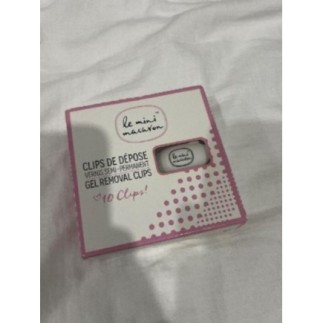 le mini
macaron
CLIPS DE DÉPOSE
VERNIS SEMI-PERMANENT
GEL REMOVAL CLIPS
10 Clips!
le mini
macaron